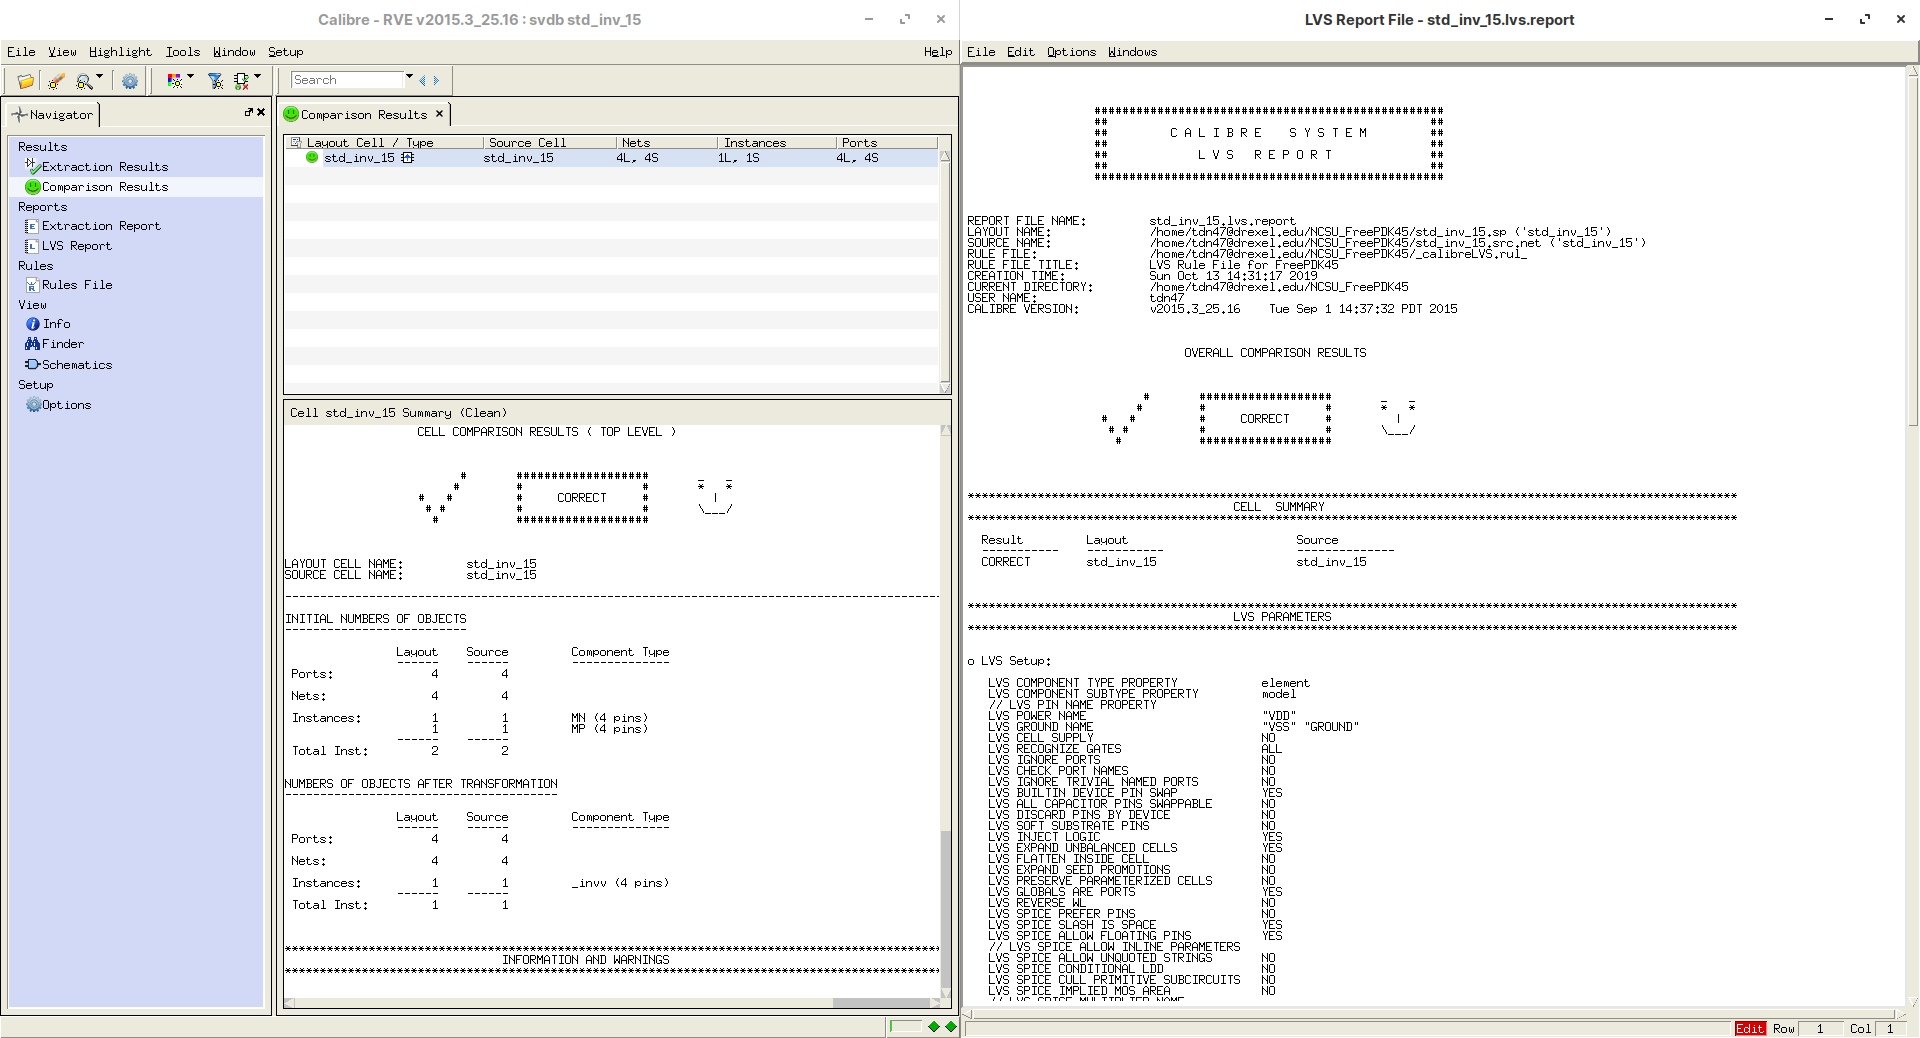 Calibre - RVE v2015.3_25.16 : svdb std_inv_15
File View Highlight Tools Window Setup Help
Search
Navigator
Results
Extraction Results
Comparison Results
Reports
Extraction Report
LVS Report
Rules
Rules File
View
Info
Finder
Schematics
Setup
Options
Comparison Results
Layout Cell / Type Source Cell Nets Instances Ports
std_inv_15 std_inv_15 4L, 4S 1L, 1S 4L, 4S
Cell std_inv_15 Summary (Clean)
CELL COMPARISON RESULTS ( TOP LEVEL )
# ################### _ _
# # # * *
# # # CORRECT # |
# # # # \___/
# ###################
LAYOUT CELL NAME: std_inv_15
SOURCE CELL NAME: std_inv_15
INITIAL NUMBERS OF OBJECTS
Layout Source Component Type
Ports: 4 4
Nets: 4 4
Instances: 1 1 MN (4 pins)
1 1 MP (4 pins)
Total Inst: 2 2
NUMBERS OF OBJECTS AFTER TRANSFORMATION
Layout Source Component Type
Ports: 4 4
Nets: 4 4
Instances: 1 1 _invv (4 pins)
Total Inst: 1 1
INFORMATION AND WARNINGS
LVS Report File - std_inv_15.lvs.report
File Edit Options Windows
##################################################
## ##
## C A L I B R E S Y S T E M ##
## ##
## L V S R E P O R T ##
## ##
##################################################
REPORT FILE NAME: std_inv_15.lvs.report
LAYOUT NAME: /home/tdn47@drexel.edu/NCSU_FreePDK45/std_inv_15.sp ('std_inv_15')
SOURCE NAME: /home/tdn47@drexel.edu/NCSU_FreePDK45/std_inv_15.src.net ('std_inv_15')
RULE FILE: /home/tdn47@drexel.edu/NCSU_FreePDK45/_calibreLVS.rul_
RULE FILE TITLE: LVS Rule File for FreePDK45
CREATION TIME: Sun Oct 13 14:31:17 2019
CURRENT DIRECTORY: /home/tdn47@drexel.edu/NCSU_FreePDK45
USER NAME: tdn47
CALIBRE VERSION: v2015.3_25.16 Tue Sep 1 14:37:32 PDT 2015
OVERALL COMPARISON RESULTS
# ################### _ _
# # # * *
# # # CORRECT # |
# # # # \___/
# ###################
CELL SUMMARY
Result Layout Source
CORRECT std_inv_15 std_inv_15
LVS PARAMETERS
o LVS Setup:
LVS COMPONENT TYPE PROPERTY element
LVS COMPONENT SUBTYPE PROPERTY model
// LVS PIN NAME PROPERTY
LVS POWER NAME "VDD"
LVS GROUND NAME "VSS" "GROUND"
LVS CELL SUPPLY NO
LVS RECOGNIZE GATES ALL
LVS IGNORE PORTS NO
LVS CHECK PORT NAMES NO
LVS IGNORE TRIVIAL NAMED PORTS NO
LVS BUILTIN DEVICE PIN SWAP YES
LVS ALL CAPACITOR PINS SWAPPABLE NO
LVS DISCARD PINS BY DEVICE NO
LVS SOFT SUBSTRATE PINS NO
LVS INJECT LOGIC YES
LVS EXPAND UNBALANCED CELLS YES
LVS FLATTEN INSIDE CELL NO
LVS EXPAND SEED PROMOTIONS NO
LVS PRESERVE PARAMETERIZED CELLS NO
LVS GLOBALS ARE PORTS YES
LVS REVERSE WL NO
LVS SPICE PREFER PINS NO
LVS SPICE SLASH IS SPACE YES
LVS SPICE ALLOW FLOATING PINS YES
// LVS SPICE ALLOW INLINE PARAMETERS
LVS SPICE ALLOW UNQUOTED STRINGS NO
LVS SPICE CONDITIONAL LDD NO
LVS SPICE CULL PRIMITIVE SUBCIRCUITS NO
LVS SPICE IMPLIED MOS AREA NO
// LVS SPICE MULTIPLIER NAME
Edit Row 1 Col 1